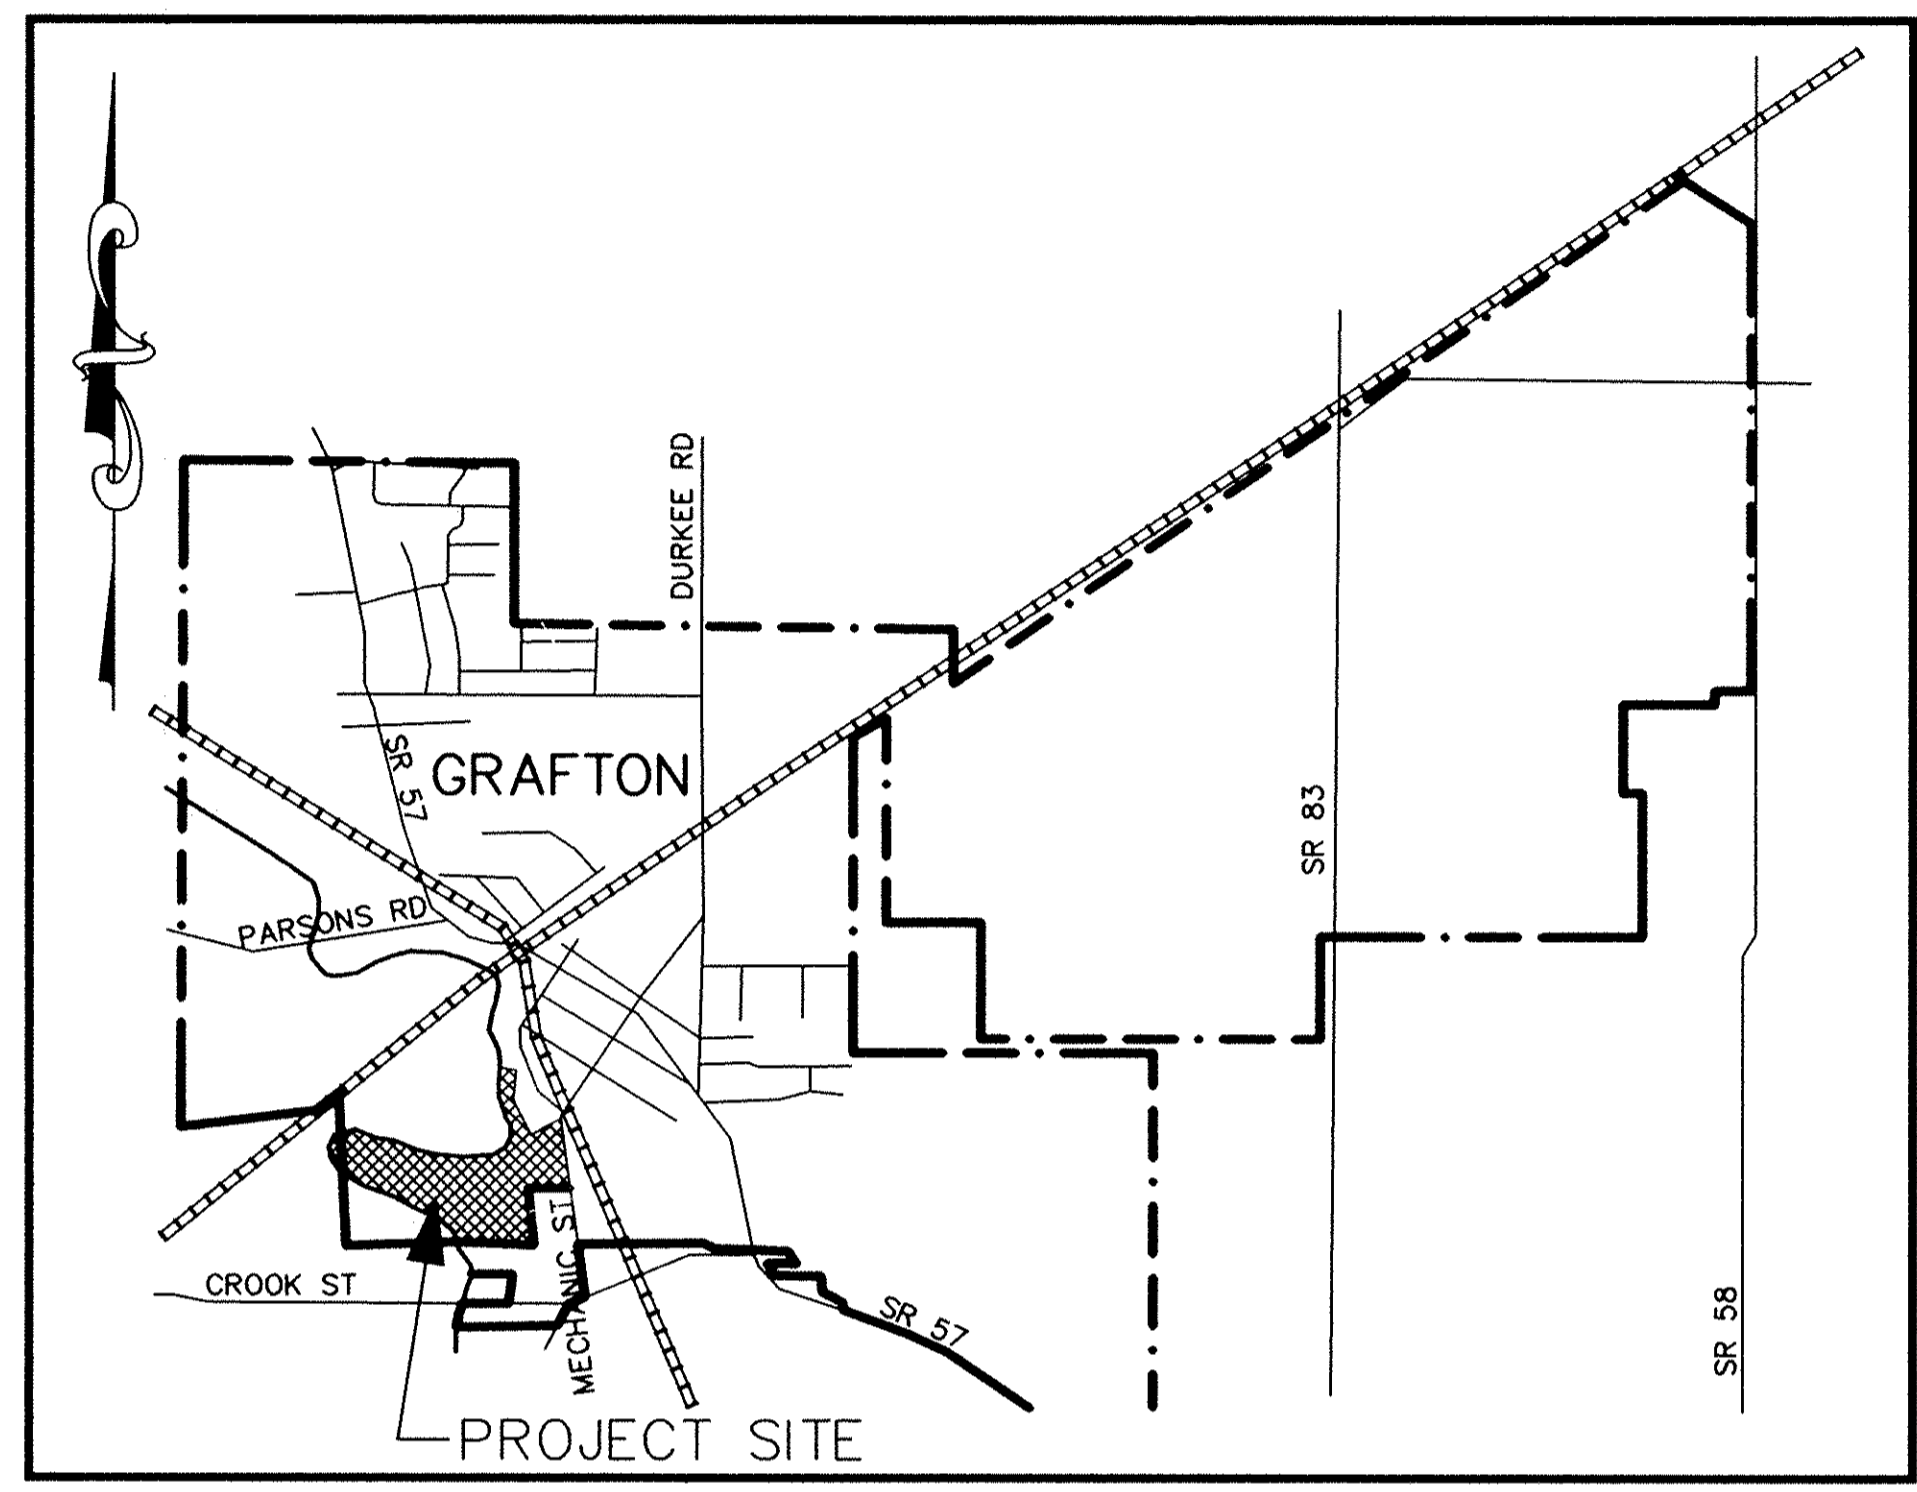 DURKEE RD
SR 57
GRAFTON
SR 83
PARSONS RD
CROOK ST
MECHANIC ST
SR 57
SR 58
PROJECT SITE